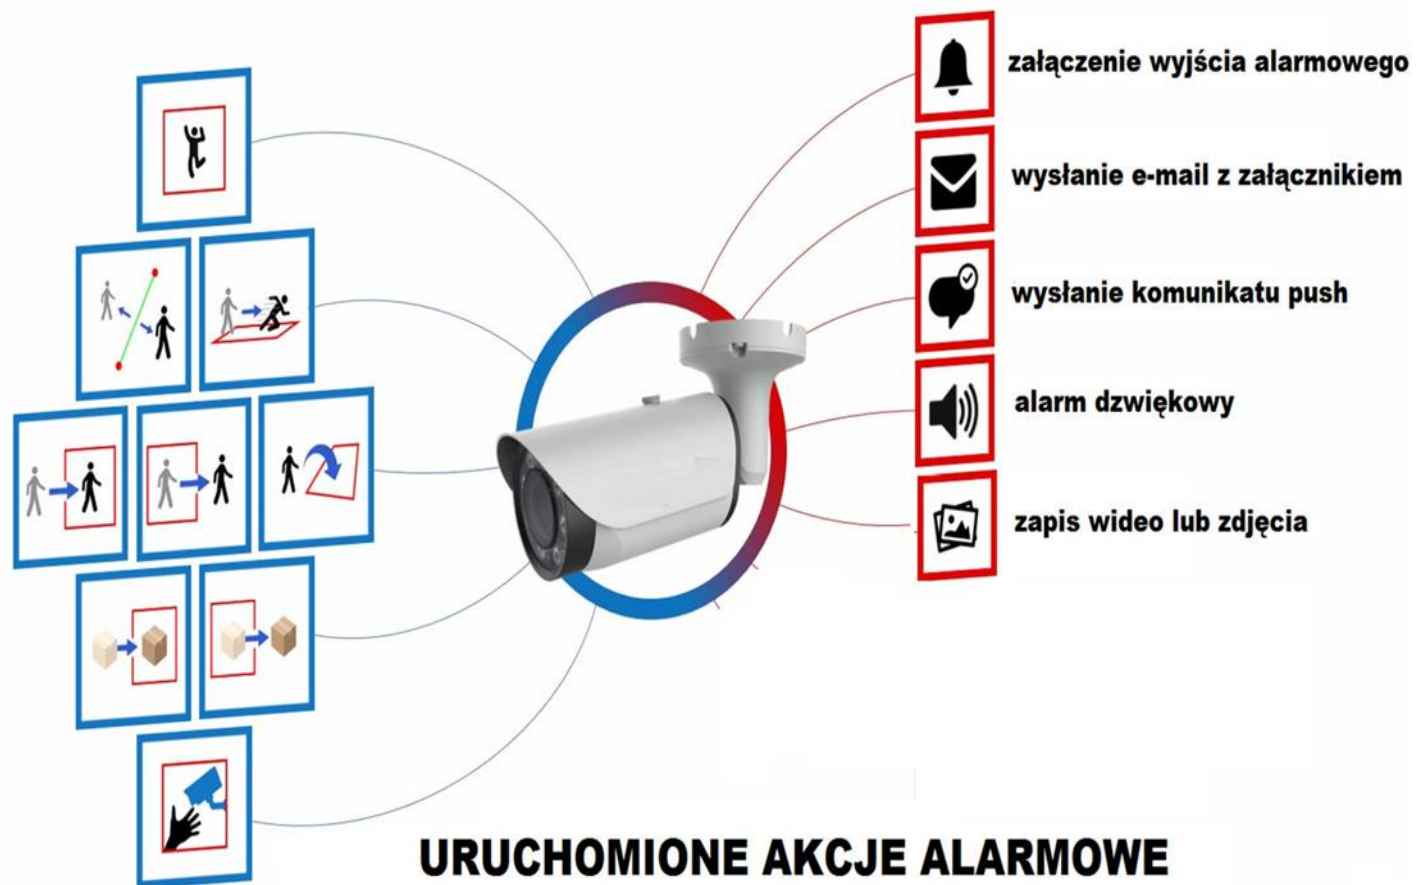 załączenie wyjścia alarmowego
wysłanie e-mail z załącznikiem
wysłanie komunikatu push
alarm dzwiękowy
zapis wideo lub zdjęcia
URUCHOMIONE AKCJE ALARMOWE